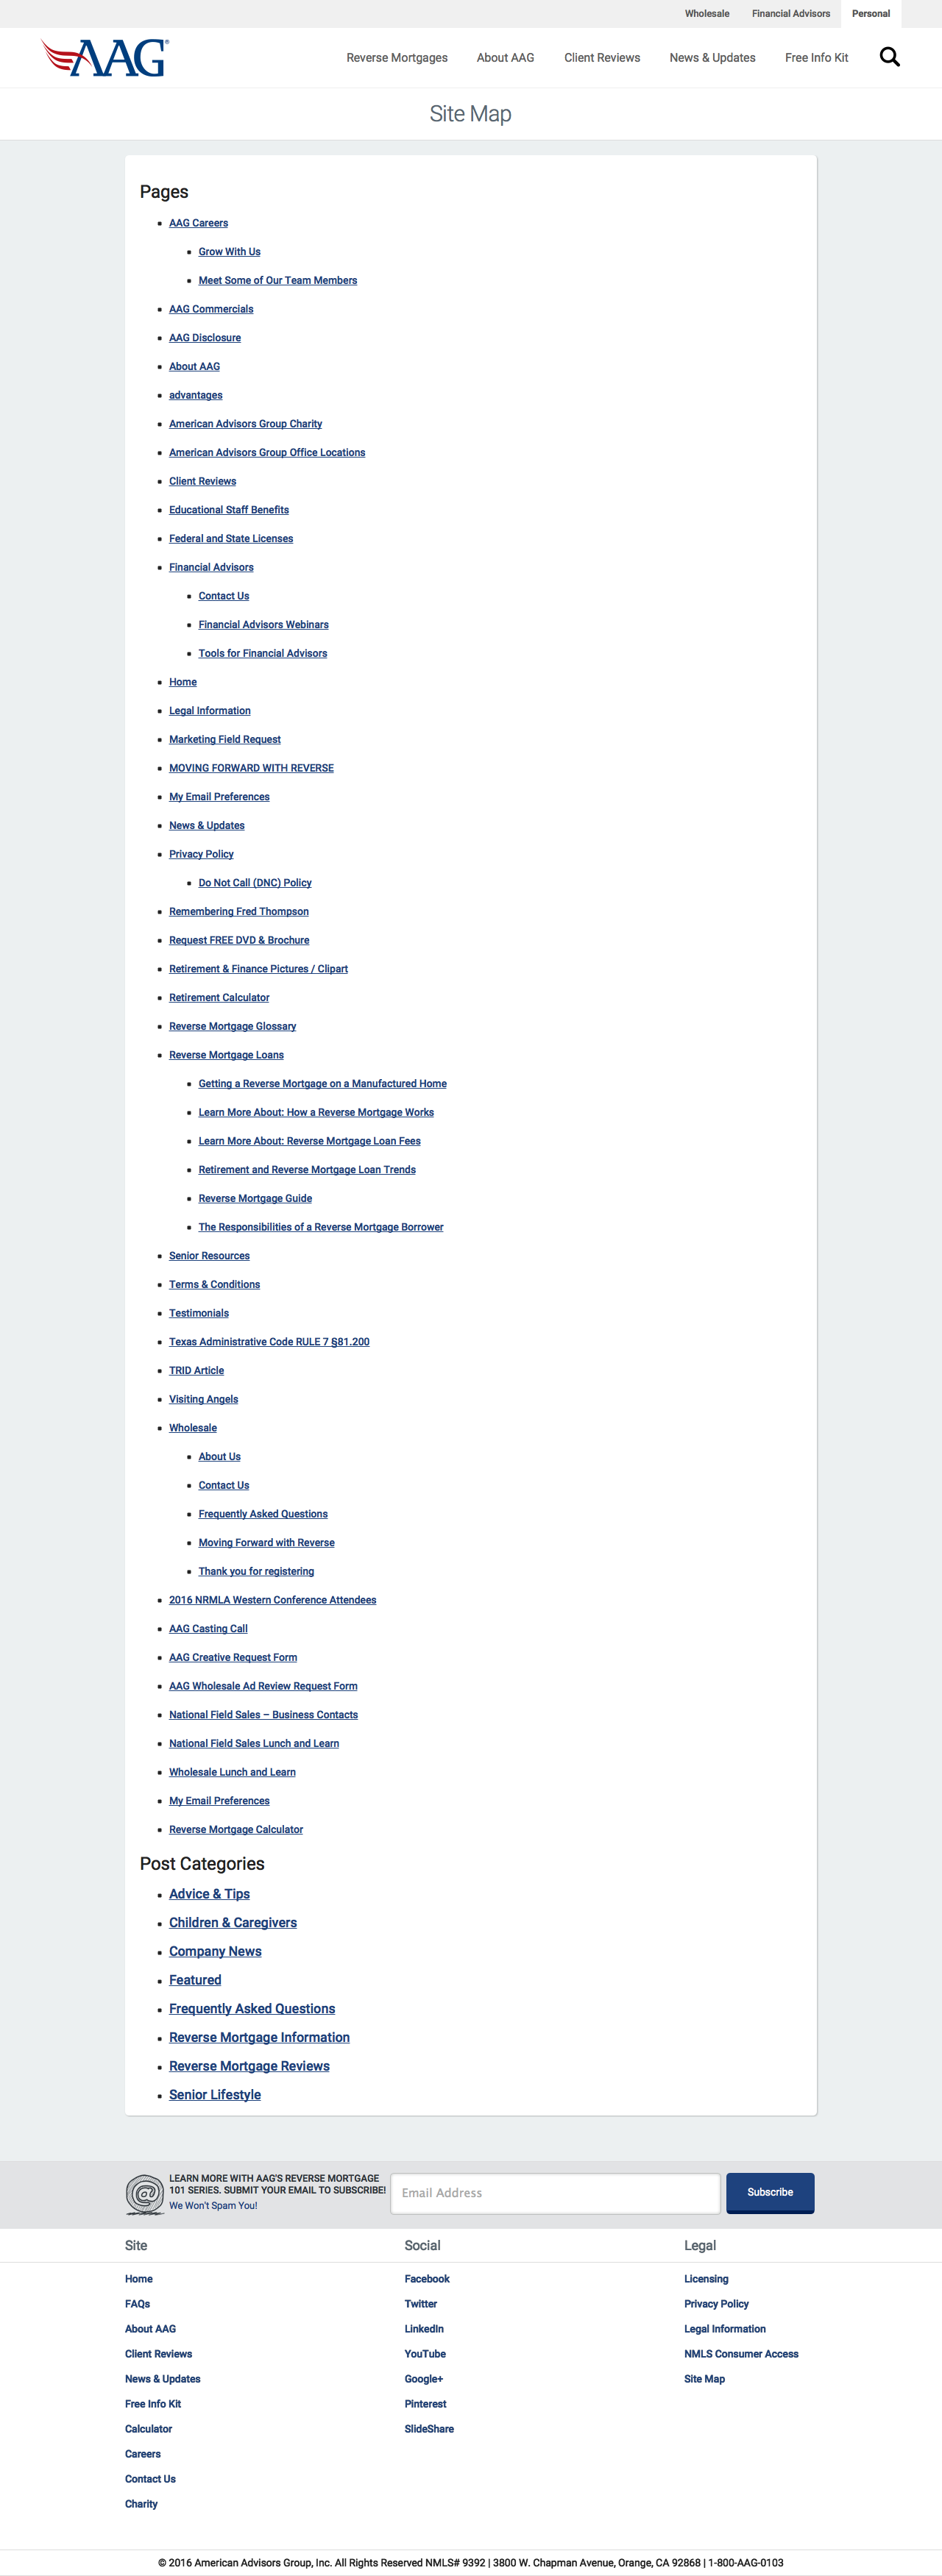 Wholesale Financial Advisors Personal
AAG®
Reverse Mortgages About AAG Client Reviews News & Updates Free Info Kit
Site Map
Pages
AAG Careers
Grow With Us
Meet Some of Our Team Members
AAG Commercials
AAG Disclosure
About AAG
advantages
American Advisors Group Charity
American Advisors Group Office Locations
Client Reviews
Educational Staff Benefits
Federal and State Licenses
Financial Advisors
Contact Us
Financial Advisors Webinars
Tools for Financial Advisors
Home
Legal Information
Marketing Field Request
MOVING FORWARD WITH REVERSE
My Email Preferences
News & Updates
Privacy Policy
Do Not Call (DNC) Policy
Remembering Fred Thompson
Request FREE DVD & Brochure
Retirement & Finance Pictures / Clipart
Retirement Calculator
Reverse Mortgage Glossary
Reverse Mortgage Loans
Getting a Reverse Mortgage on a Manufactured Home
Learn More About: How a Reverse Mortgage Works
Learn More About: Reverse Mortgage Loan Fees
Retirement and Reverse Mortgage Loan Trends
Reverse Mortgage Guide
The Responsibilities of a Reverse Mortgage Borrower
Senior Resources
Terms & Conditions
Testimonials
Texas Administrative Code RULE 7 §81.200
TRID Article
Visiting Angels
Wholesale
About Us
Contact Us
Frequently Asked Questions
Moving Forward with Reverse
Thank you for registering
2016 NRMLA Western Conference Attendees
AAG Casting Call
AAG Creative Request Form
AAG Wholesale Ad Review Request Form
National Field Sales – Business Contacts
National Field Sales Lunch and Learn
Wholesale Lunch and Learn
My Email Preferences
Reverse Mortgage Calculator
Post Categories
Advice & Tips
Children & Caregivers
Company News
Featured
Frequently Asked Questions
Reverse Mortgage Information
Reverse Mortgage Reviews
Senior Lifestyle
@
LEARN MORE WITH AAG'S REVERSE MORTGAGE
101 SERIES. SUBMIT YOUR EMAIL TO SUBSCRIBE!
We Won't Spam You!
Email Address
Subscribe
Site
Home
FAQs
About AAG
Client Reviews
News & Updates
Free Info Kit
Calculator
Careers
Contact Us
Charity
Social
Facebook
Twitter
LinkedIn
YouTube
Google+
Pinterest
SlideShare
Legal
Licensing
Privacy Policy
Legal Information
NMLS Consumer Access
Site Map
© 2016 American Advisors Group, Inc. All Rights Reserved NMLS# 9392 | 3800 W. Chapman Avenue, Orange, CA 92868 | 1-800-AAG-0103